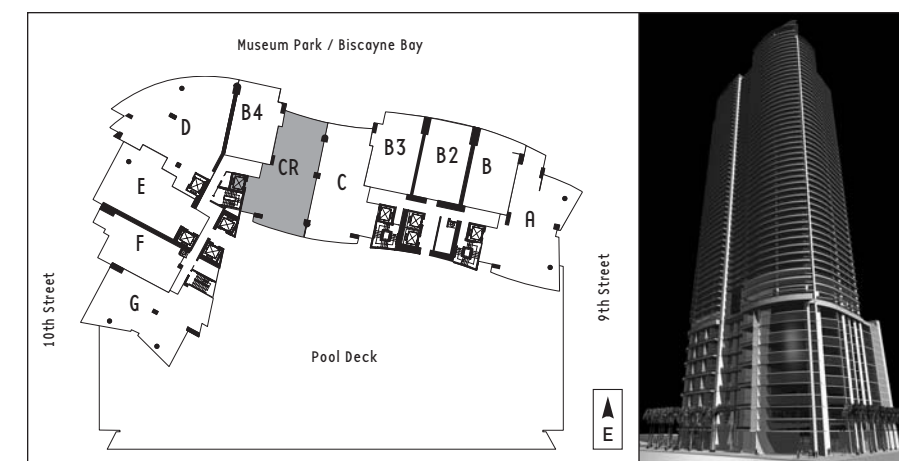 Museum Park / Biscayne Bay
B4
D
B3
B2
B
CR
C
E
A
F
G
10th Street
9th Street
Pool Deck
E